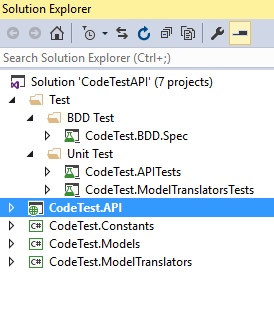 Solution Explorer
Search Solution Explorer (Ctrl+;)
Solution 'CodeTestAPI' (7 projects)
Test
BDD Test
CodeTest.BDD.Spec
Unit Test
CodeTest.APITests
CodeTest.ModelTranslatorsTests
CodeTest.API
C# CodeTest.Constants
C# CodeTest.Models
C# CodeTest.ModelTranslators